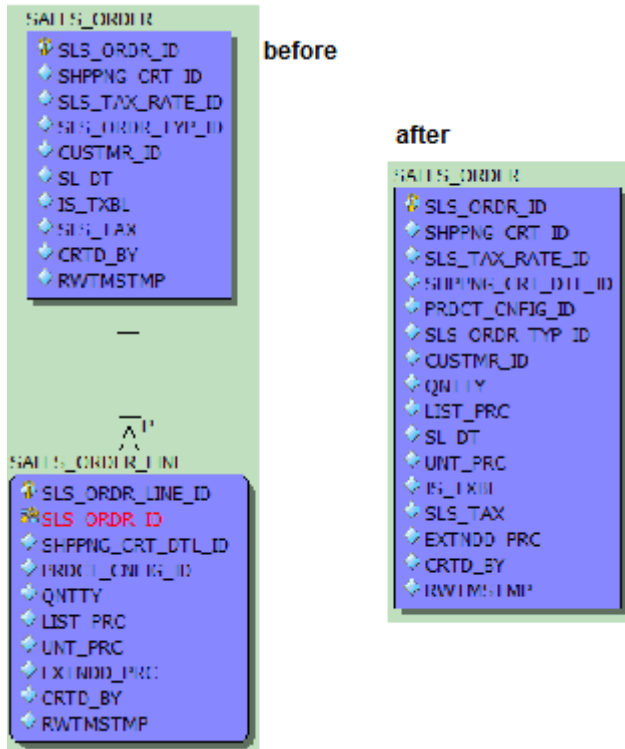 SALES_ORDER
SLS_ORDR_ID
SHPPNG_CRT_ID
SLS_TAX_RATE_ID
SLS_ORDR_TYP_ID
CUSTMR_ID
SL_DT
IS_TXBL
SLS_TAX
CRTD_BY
RWTMSTMP
before
P
SALES_ORDER_LINE
SLS_ORDR_LINE_ID
SLS_ORDR_ID
SHPPNG_CRT_DTL_ID
PRDCT_CNFIG_ID
QNTTY
LIST_PRC
UNT_PRC
EXTNDD_PRC
CRTD_BY
RWTMSTMP
after
SALES_ORDER
SLS_ORDR_ID
SHPPNG_CRT_ID
SLS_TAX_RATE_ID
SHPPNG_CRT_DTL_ID
PRDCT_CNFIG_ID
SLS_ORDR_TYP_ID
CUSTMR_ID
QNTTY
LIST_PRC
SL_DT
UNT_PRC
IS_TXBL
SLS_TAX
EXTNDD_PRC
CRTD_BY
RWTMSTMP